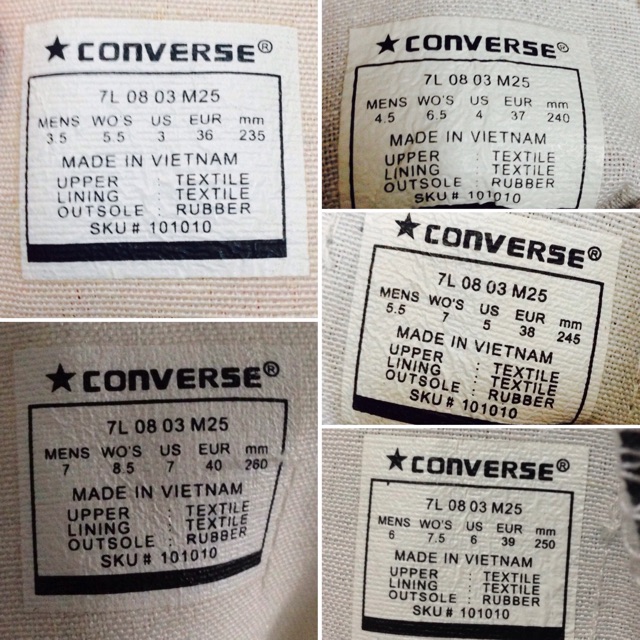 ★CONVERSE®
7L 08 03 M25
MENS WO'S US EUR mm
3.5 5.5 3 36 235
MADE IN VIETNAM
UPPER : TEXTILE
LINING : TEXTILE
OUTSOLE : RUBBER
SKU# 101010
★CONVERSE®
7L 08 03 M25
MENS WO'S US EUR mm
4.5 6.5 4 37 240
MADE IN VIETNAM
UPPER : TEXTILE
LINING : TEXTILE
OUTSOLE : RUBBER
SKU# 101010
★CONVERSE®
7L 08 03 M25
MENS WO'S US EUR mm
5.5 7 5 38 245
MADE IN VIETNAM
UPPER : TEXTILE
LINING : TEXTILE
OUTSOLE : RUBBER
SKU# 101010
★CONVERSE®
7L 08 03 M25
MENS WO'S US EUR mm
7 8.5 7 40 260
MADE IN VIETNAM
UPPER : TEXTILE
LINING : TEXTILE
OUTSOLE : RUBBER
SKU# 101010
★CONVERSE®
7L 08 03 M25
MENS WO'S US EUR mm
6 7.5 6 39 250
MADE IN VIETNAM
UPPER : TEXTILE
LINING : TEXTILE
OUTSOLE : RUBBER
SKU# 101010